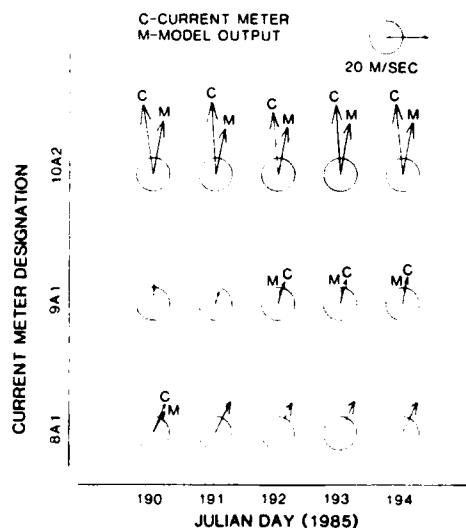 C-CURRENT METER
M-MODEL OUTPUT
20 M/SEC
CURRENT METER DESIGNATION
10A2
C M C M C M C M C M
9A1
M C M C M C
8A1
C M
190 191 192 193 194
JULIAN DAY (1985)